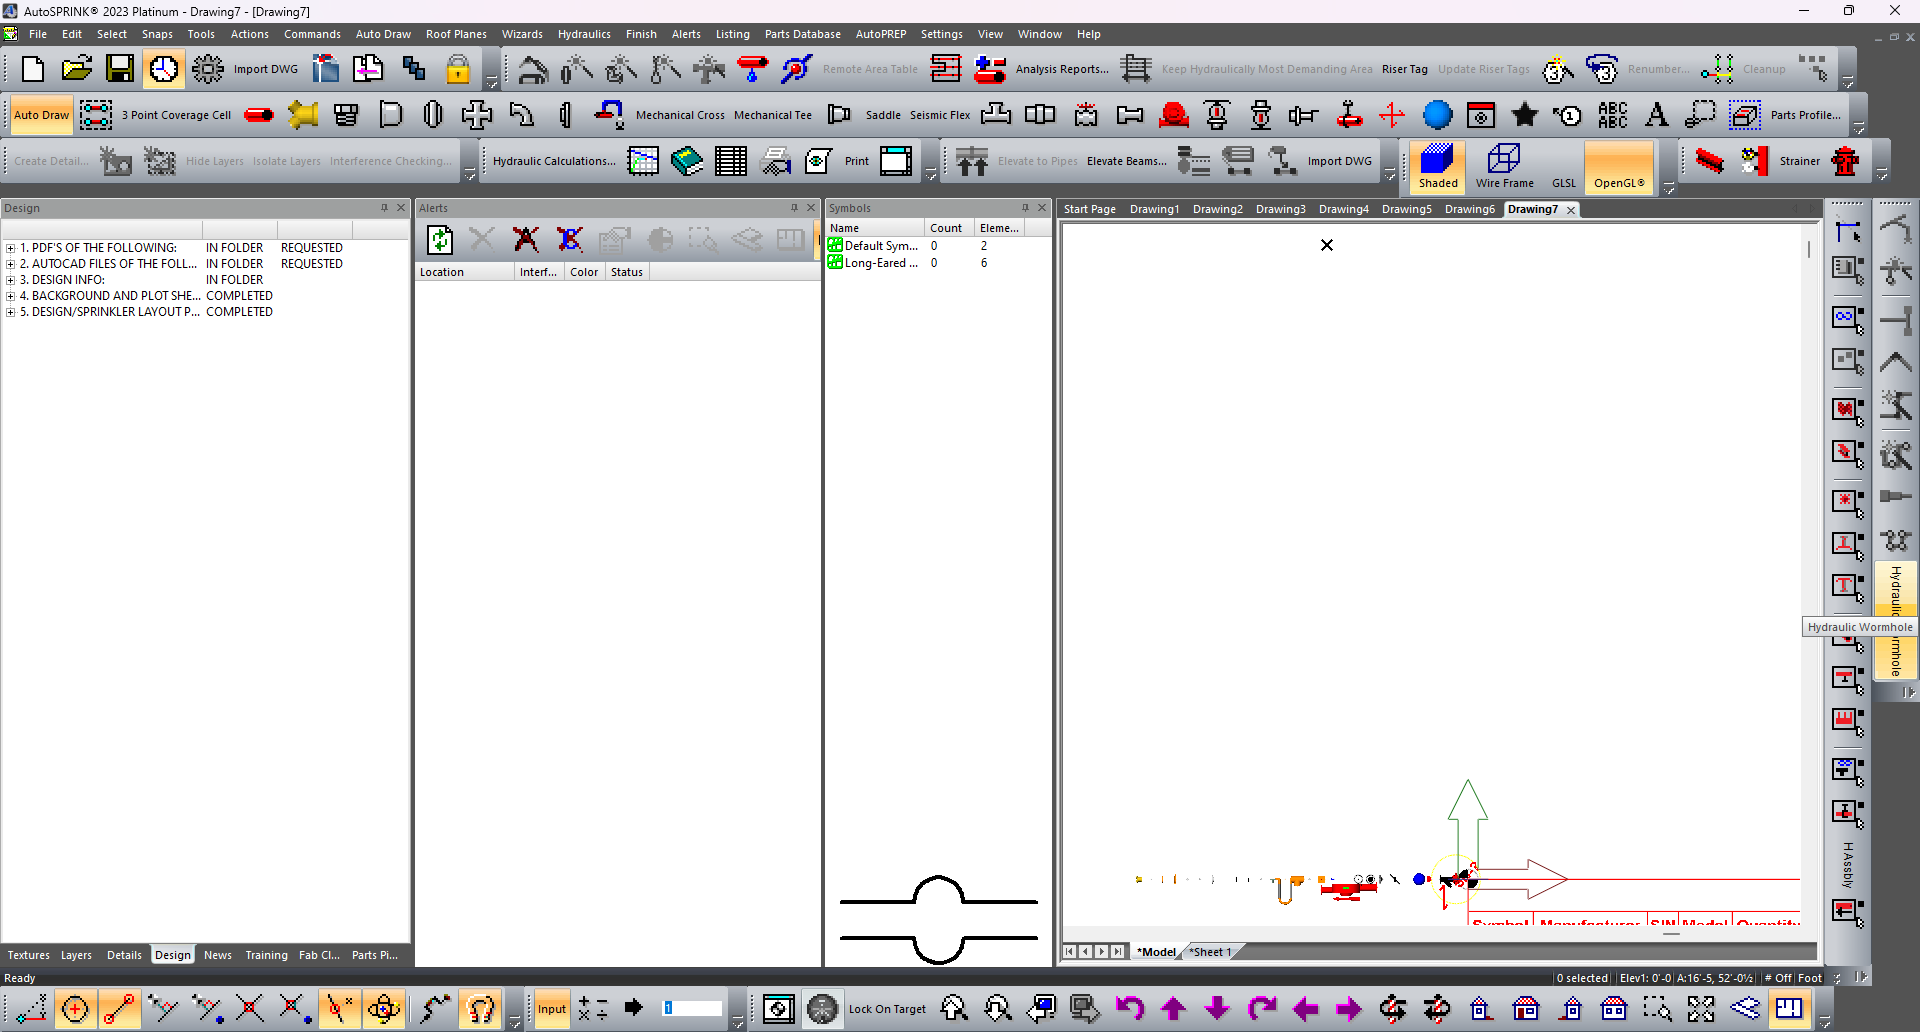 AutoSPRINK® 2023 Platinum - Drawing7 - [Drawing7]
File Edit Select Snaps Tools Actions Commands Auto Draw Roof Planes Wizards Hydraulics Finish Alerts Listing Parts Database AutoPREP Settings View Window Help
Import DWG Remote Area Table Analysis Reports... Keep Hydraulically Most Demanding Area Riser Tag Update Riser Tags Renumber... Cleanup
Auto Draw 3 Point Coverage Cell Mechanical Cross Mechanical Tee Saddle Seismic Flex ABC ABC A Parts Profile...
Create Detail... Hide Layers Isolate Layers Interference Checking... Hydraulic Calculations... Print Elevate to Pipes Elevate Beams... Import DWG Shaded Wire Frame GLSL OpenGL® Strainer
Design
1. PDF'S OF THE FOLLOWING: IN FOLDER REQUESTED
2. AUTOCAD FILES OF THE FOLL... IN FOLDER REQUESTED
3. DESIGN INFO: IN FOLDER
4. BACKGROUND AND PLOT SHE... COMPLETED
5. DESIGN/SPRINKLER LAYOUT P... COMPLETED
Textures Layers Details Design News Training Fab Cl... Parts Pi...
Alerts
Location Interf... Color Status
Symbols
Name Count Eleme...
Default Sym... 0 2
Long-Eared ... 0 6
Start Page Drawing1 Drawing2 Drawing3 Drawing4 Drawing5 Drawing6 Drawing7
Symbol Manufacturer SIN Model Quantity
*Model *Sheet 1
Hydraulic Wormhole
HAssbly
Ready 0 selected Elev1: 0'-0 A:16'-5, 52'-0½ # Off Foot
Input 1 Lock On Target